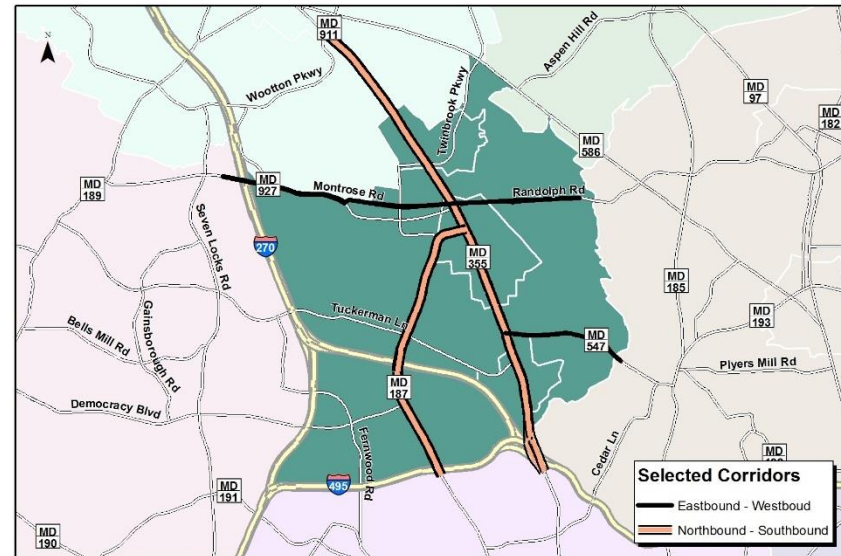 N
MD
911
Aspen Hill Rd
Wootton Pkwy
Twinbrook Pkwy
MD
97
MD
182
MD
586
MD
927
MD
189
Montrose Rd
Randolph Rd
Seven Locks Rd
270
MD
355
MD
185
Gainsborough Rd
Tuckerman Ln
MD
193
Bells Mill Rd
MD
547
Plyers Mill Rd
MD
187
Democracy Blvd
Fernwood Rd
Cedar Ln
495
MD
191
MD
190
MD
Selected Corridors
Eastbound - Westboud
Northbound - Southbound